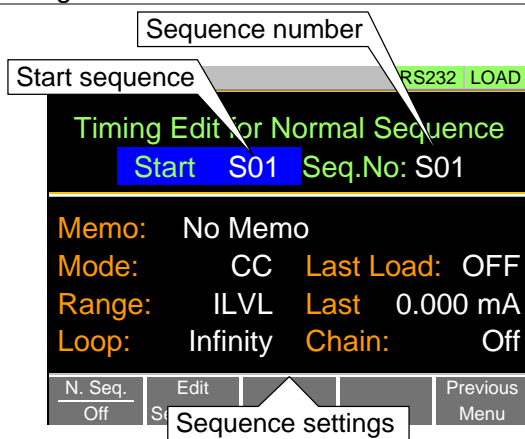 Sequence number
Start sequence
RS232 LOAD
Timing Edit for Normal Sequence
Start S01 Seq.No: S01
Memo: No Memo
Mode: CC Last Load: OFF
Range: ILVL Last 0.000 mA
Loop: Infinity Chain: Off
N. Seq. Edit Previous
Off Menu
Sequence settings